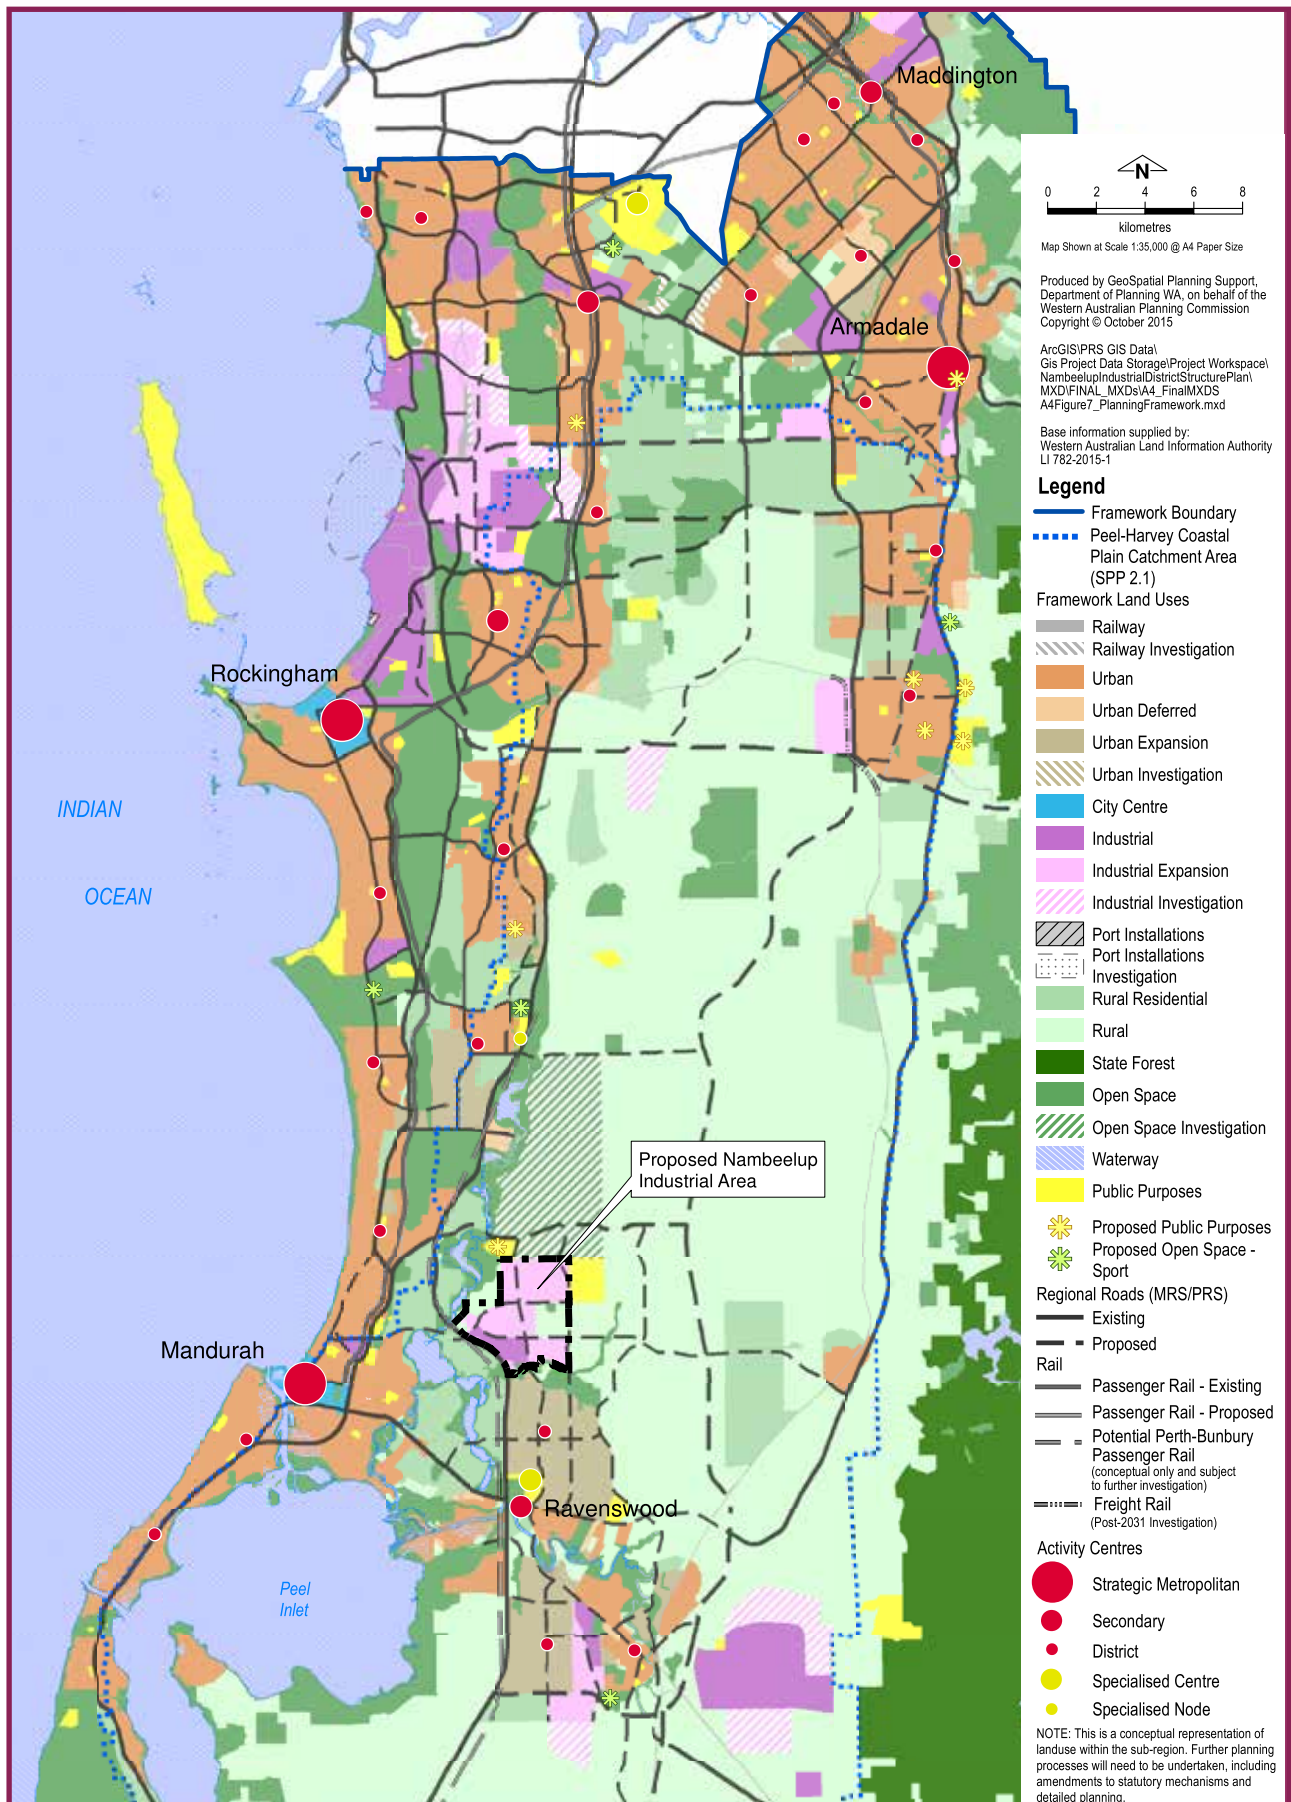 Maddington
Armadale
Rockingham
INDIAN
OCEAN
Proposed Nambeelup
Industrial Area
Mandurah
Ravenswood
Peel
Inlet
N
0 2 4 6 8
kilometres
Map Shown at Scale 1:35,000 @ A4 Paper Size
Produced by GeoSpatial Planning Support,
Department of Planning WA, on behalf of the
Western Australian Planning Commission
Copyright © October 2015
ArcGIS\PRS GIS Data\
Gis Project Data Storage\Project Workspace\
NambeelupIndustrialDistrictStructurePlan\
MXD\FINAL_MXDs\A4_FinalMXDS
A4Figure7_PlanningFramework.mxd
Base information supplied by:
Western Australian Land Information Authority
LI 782-2015-1
Legend
Framework Boundary
Peel-Harvey Coastal
Plain Catchment Area
(SPP 2.1)
Framework Land Uses
Railway
Railway Investigation
Urban
Urban Deferred
Urban Expansion
Urban Investigation
City Centre
Industrial
Industrial Expansion
Industrial Investigation
Port Installations
Port Installations
Investigation
Rural Residential
Rural
State Forest
Open Space
Open Space Investigation
Waterway
Public Purposes
Proposed Public Purposes
Proposed Open Space -
Sport
Regional Roads (MRS/PRS)
Existing
Proposed
Rail
Passenger Rail - Existing
Passenger Rail - Proposed
Potential Perth-Bunbury
Passenger Rail
(conceptual only and subject
to further investigation)
Freight Rail
(Post-2031 Investigation)
Activity Centres
Strategic Metropolitan
Secondary
District
Specialised Centre
Specialised Node
NOTE: This is a conceptual representation of
landuse within the sub-region. Further planning
processes will need to be undertaken, including
amendments to statutory mechanisms and
detailed planning.